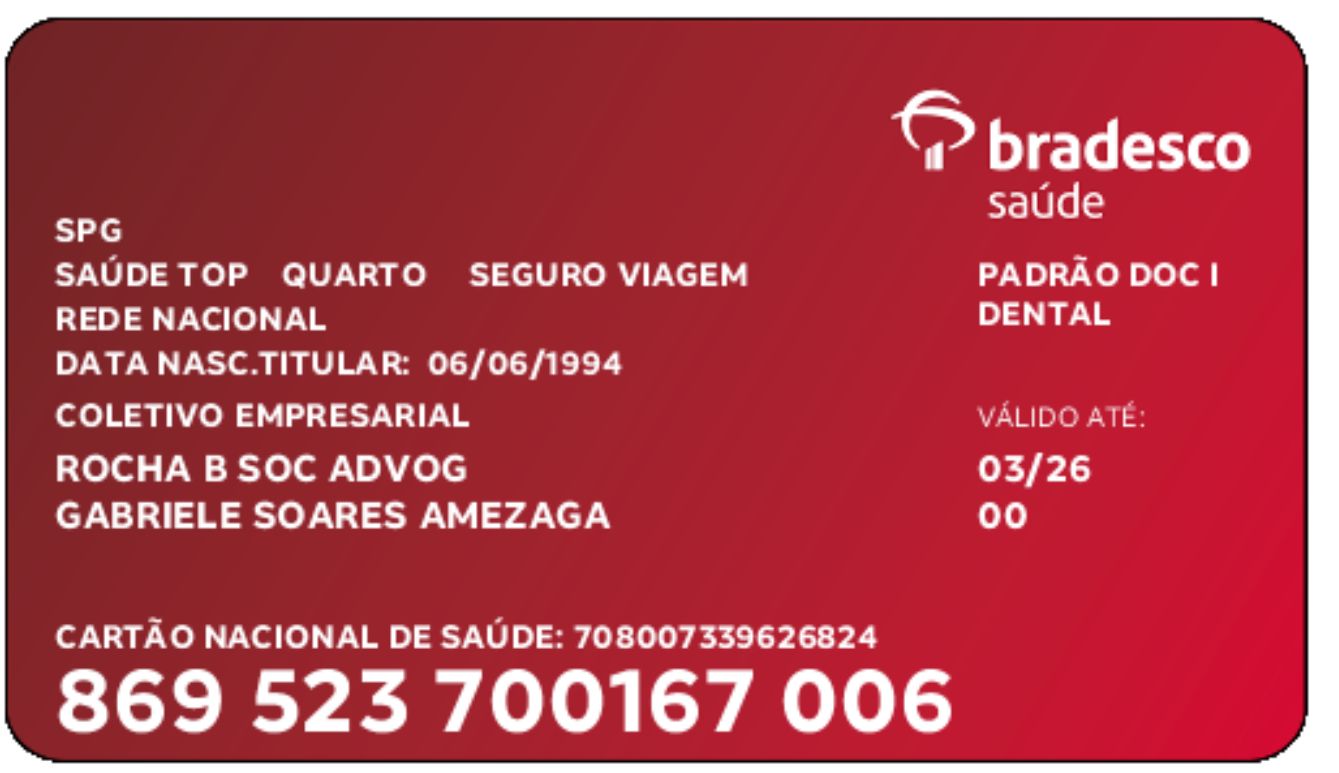 bradesco
saúde
SPG
SAÚDE TOP QUARTO SEGURO VIAGEM
PADRÃO DOC I
DENTAL
REDE NACIONAL
DATA NASC.TITULAR: 06/06/1994
COLETIVO EMPRESARIAL
VÁLIDO ATÉ:
ROCHA B SOC ADVOG
03/26
GABRIELE SOARES AMEZAGA
00
CARTÃO NACIONAL DE SAÚDE: 708007339626824
869 523 700167 006